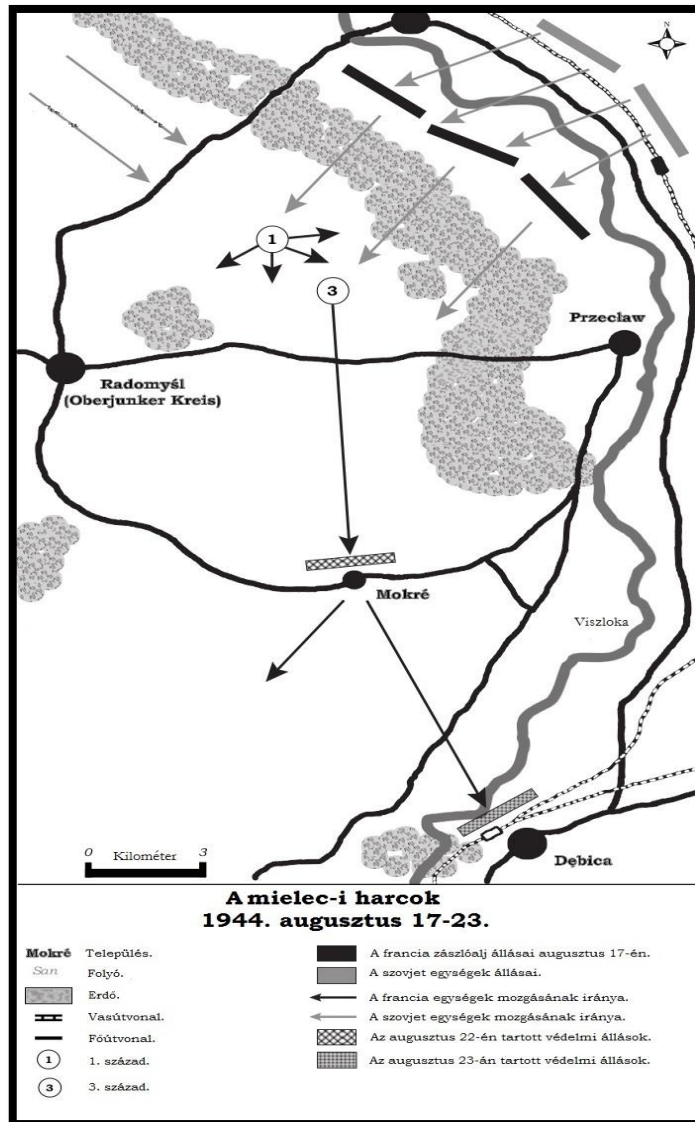 N
1
3
Przecław
Radomyśl
(Oberjunker Kreis)
Mokré
Viszloka
0 Kilométer 3
Dębica
A mielec-i harcok
1944. augusztus 17-23.
Mokré Település.
San Folyó.
Erdő.
Vasútvonal.
Főútvonal.
1 1. század.
3 3. század.
A francia zászlóalj állásai augusztus 17-én.
A szovjet egységek állásai.
A francia egységek mozgásának iránya.
A szovjet egységek mozgásának iránya.
Az augusztus 22-én tartott védelmi állások.
Az augusztus 23-án tartott védelmi állások.